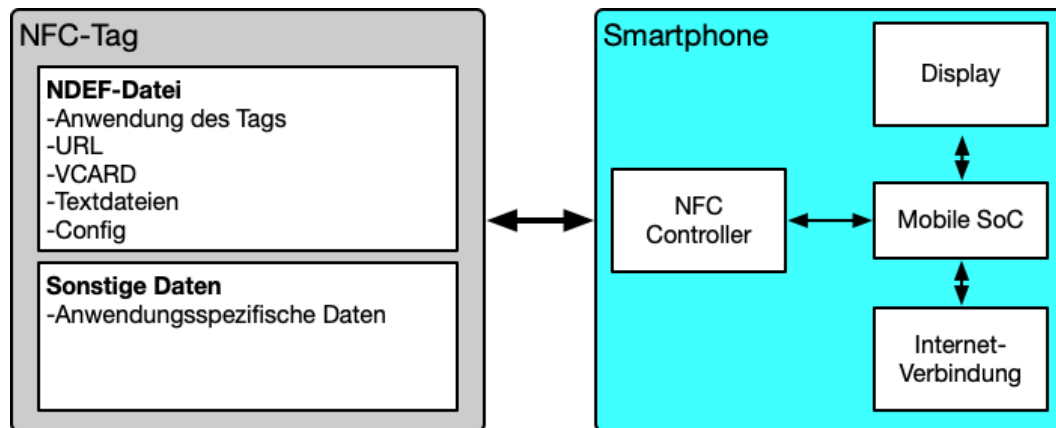 NFC-Tag
NDEF-Datei
-Anwendung des Tags
-URL
-VCARD
-Textdateien
-Config
Sonstige Daten
-Anwendungsspezifische Daten
Smartphone
Display
NFC
Controller
Mobile SoC
Internet-
Verbindung